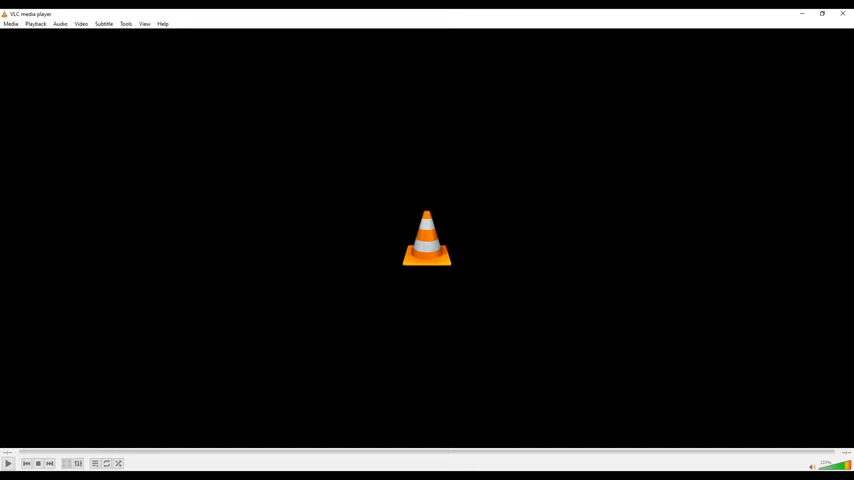 VLC media player
Media Playback Audio Video Subtitle Tools View Help
--:-- --:--